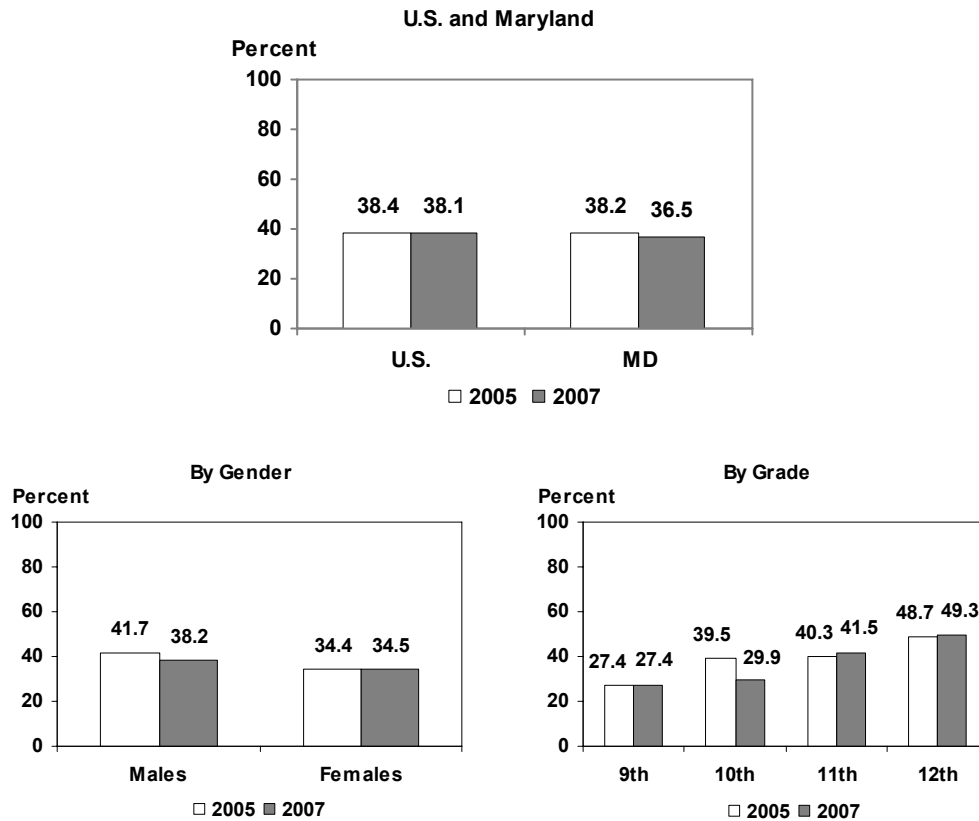 U.S. and Maryland
Percent
100
80
60
40
20
0
38.4 38.1 38.2 36.5
U.S. MD
2005 2007
By Gender
Percent
100
80
60
40
20
0
41.7 38.2 34.4 34.5
Males Females
2005 2007
By Grade
Percent
100
80
60
40
20
0
27.4 27.4 39.5 29.9 40.3 41.5 48.7 49.3
9th 10th 11th 12th
2005 2007